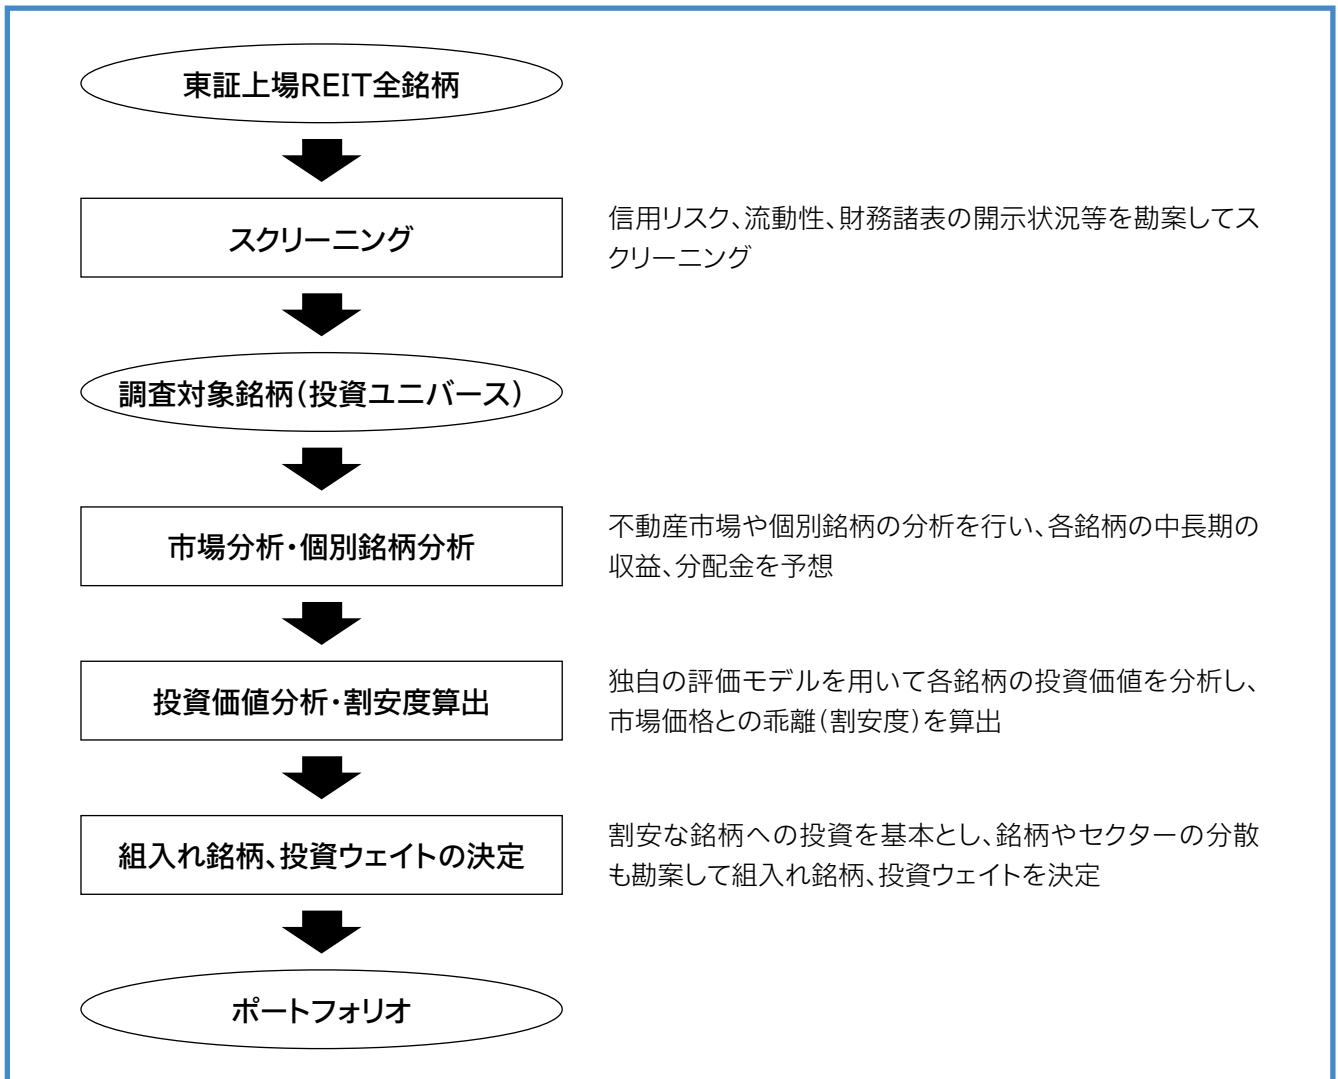 東証上場REIT全銘柄
スクリーニング
信用リスク、流動性、財務諸表の開示状況等を勘案してス
クリーニング
調査対象銘柄(投資ユニバース)
市場分析・個別銘柄分析
不動産市場や個別銘柄の分析を行い、各銘柄の中長期の
収益、分配金を予想
投資価値分析・割安度算出
独自の評価モデルを用いて各銘柄の投資価値を分析し、
市場価格との乖離(割安度)を算出
組入れ銘柄、投資ウェイトの決定
割安な銘柄への投資を基本とし、銘柄やセクターの分散
も勘案して組入れ銘柄、投資ウェイトを決定
ポートフォリオ